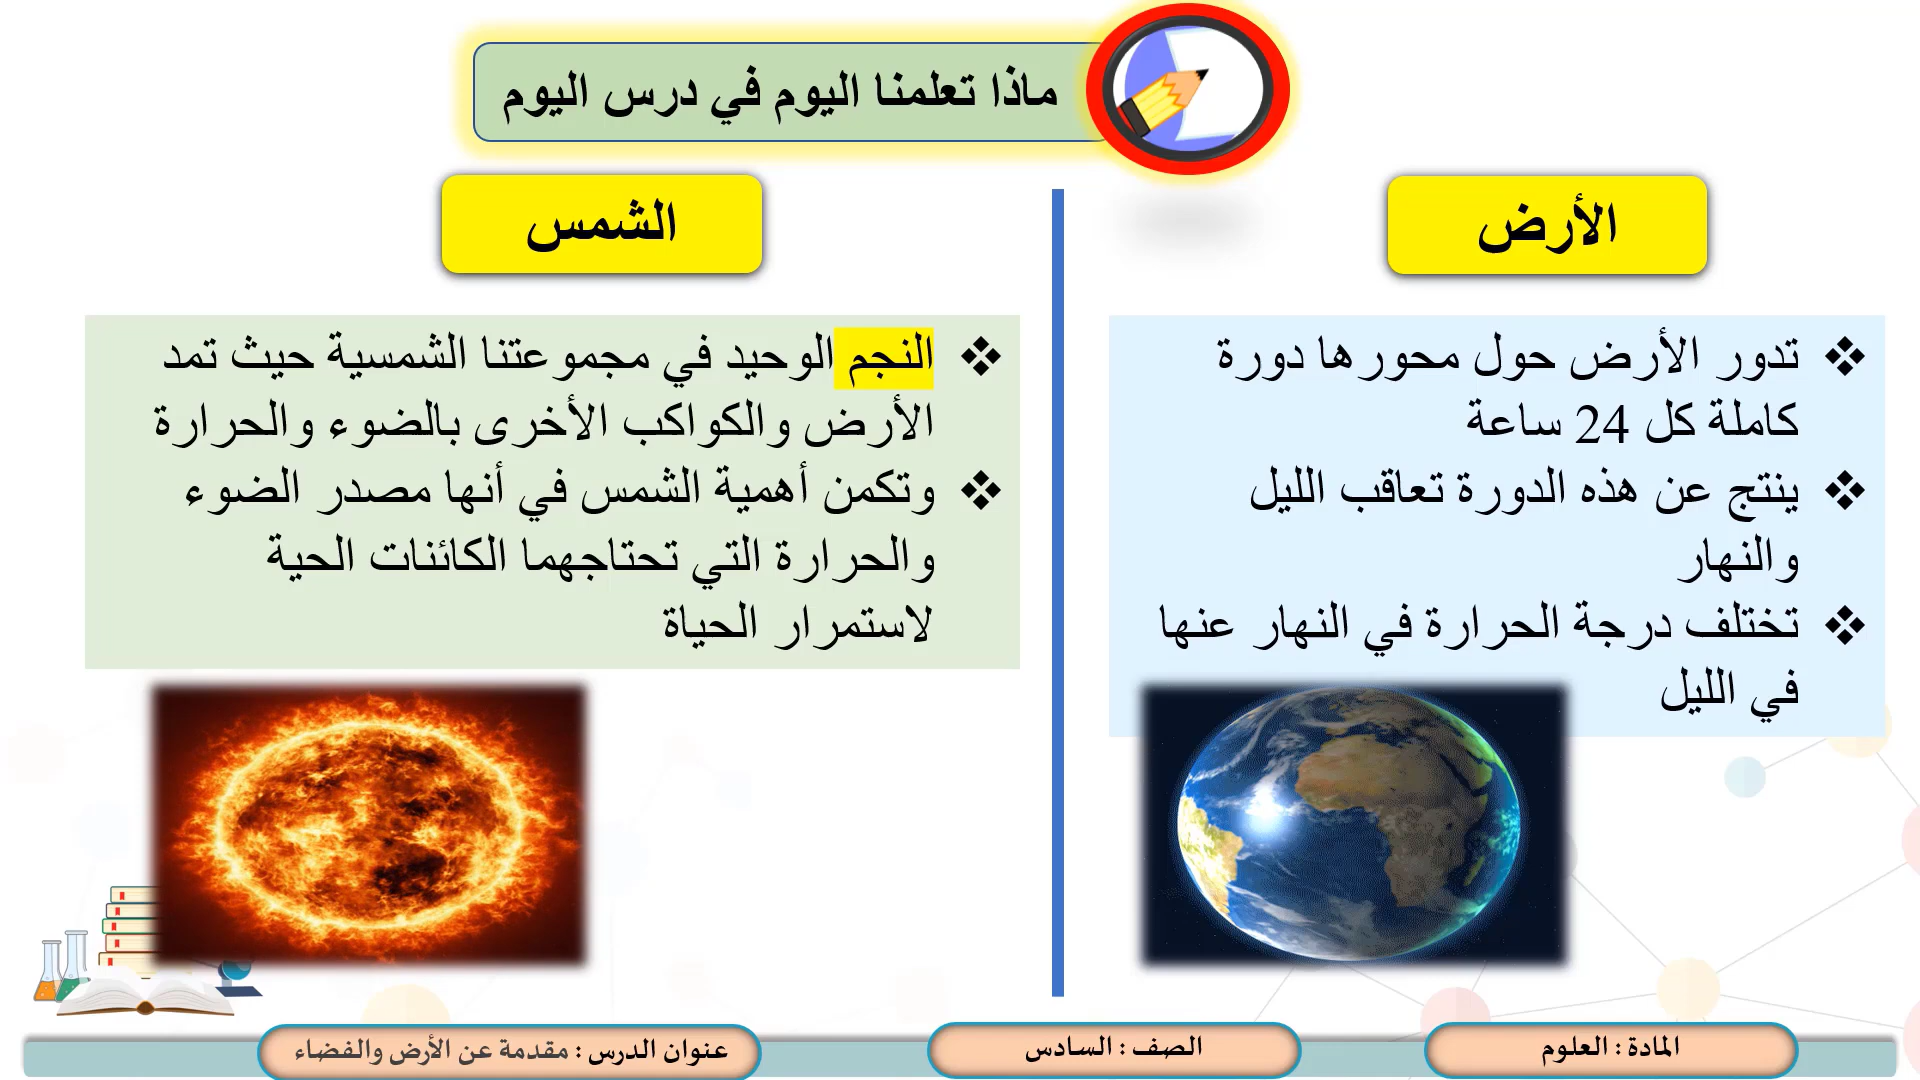 ماذا تعلمنا اليوم في درس اليوم
الأرض
تدور الأرض حول محورها دورة
كاملة كل 24 ساعة
ينتج عن هذه الدورة تعاقب الليل
والنهار
تختلف درجة الحرارة في النهار عنها
في الليل
الشمس
النجم الوحيد في مجموعتنا الشمسية حيث تمد
الأرض والكواكب الأخرى بالضوء والحرارة
وتكمن أهمية الشمس في أنها مصدر الضوء
والحرارة التي تحتاجهما الكائنات الحية
لاستمرار الحياة
المادة : العلوم
الصف : السادس
عنوان الدرس : مقدمة عن الأرض والفضاء